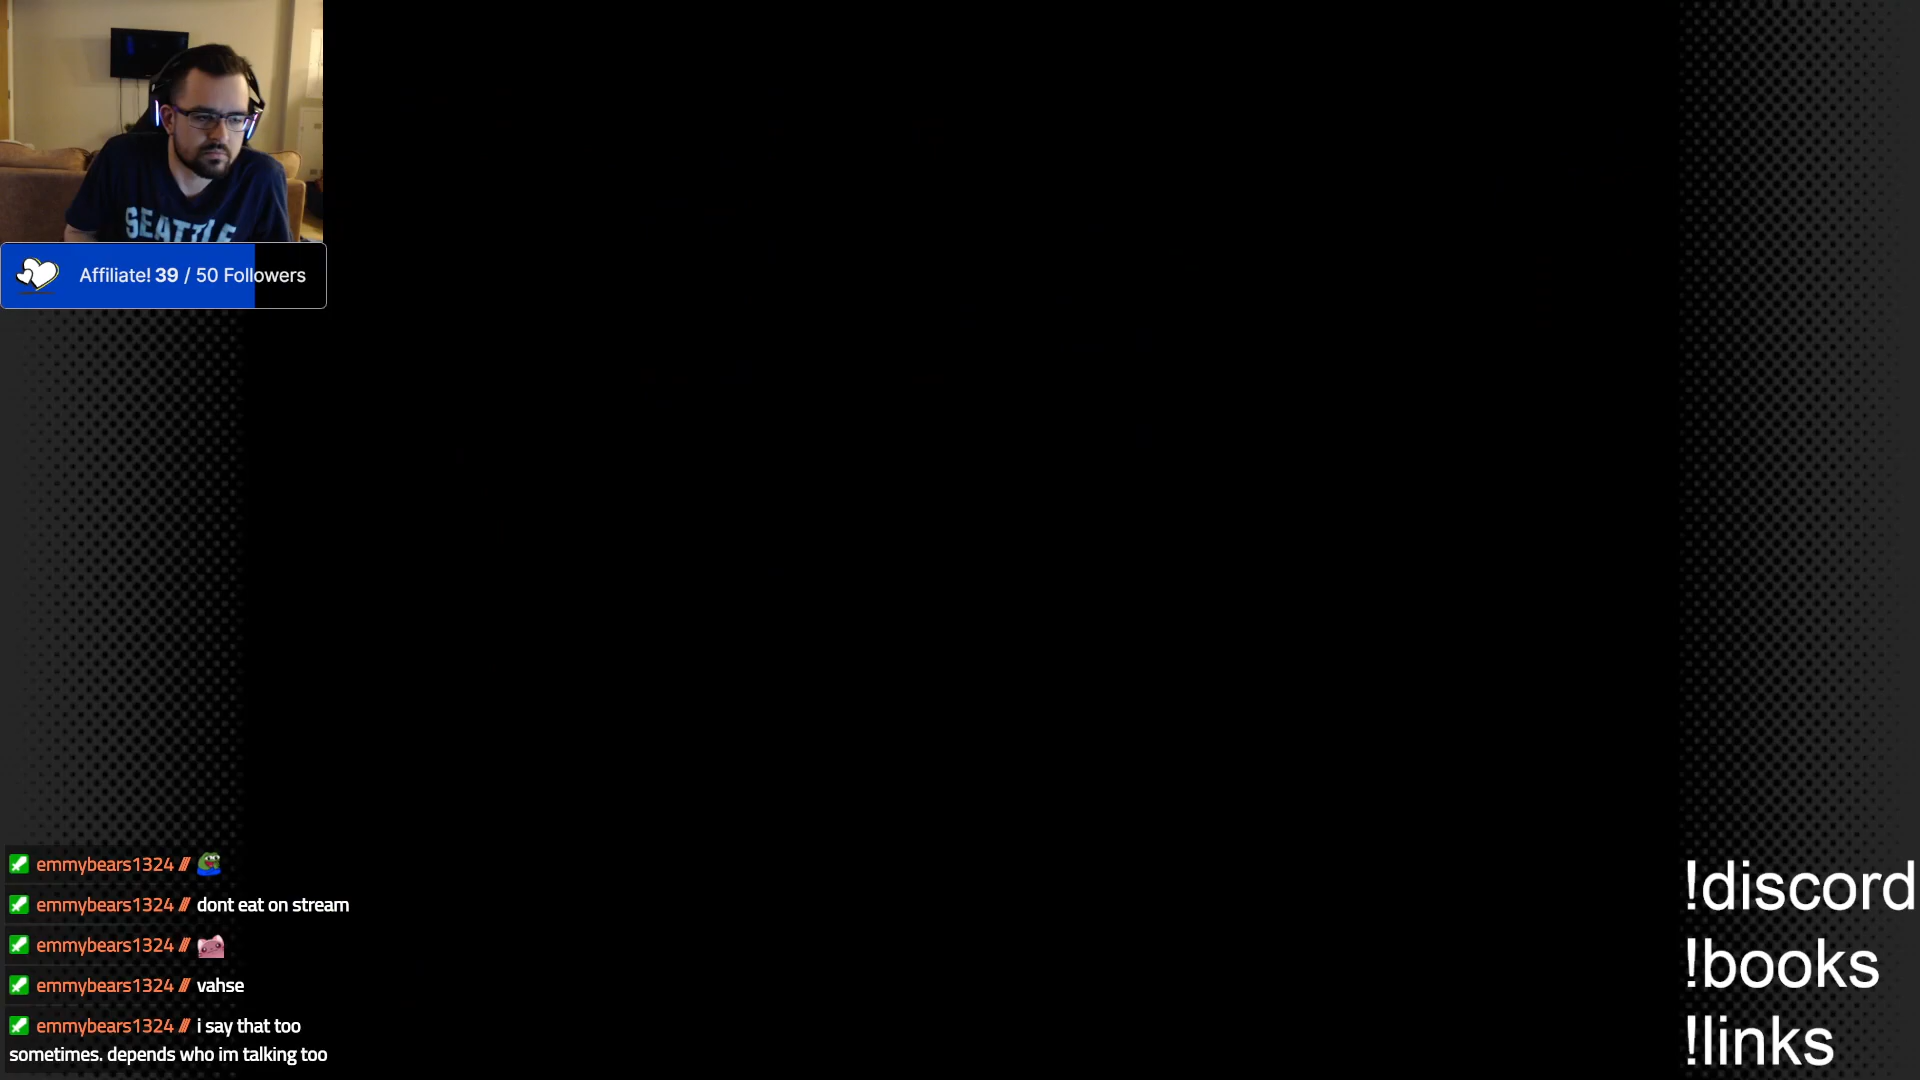 SEATTLE
Affiliate! 39 / 50 Followers
emmybears1324 ///
emmybears1324 /// dont eat on stream
emmybears1324 ///
emmybears1324 /// vahse
emmybears1324 /// i say that too
sometimes. depends who im talking too
!discord
!books
!links